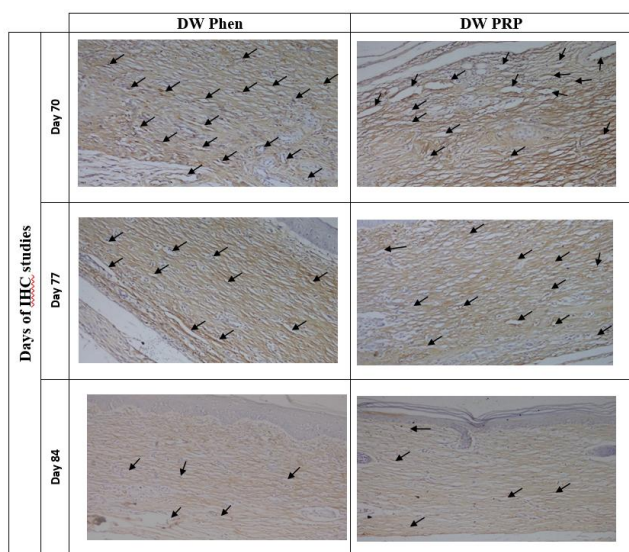 DW Phen
DW PRP
Days of IHC studies
Day 70
Day 77
Day 84